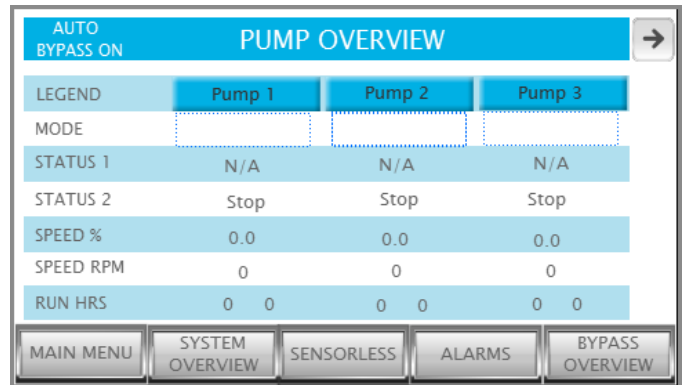 AUTO
BYPASS ON
PUMP OVERVIEW
LEGEND Pump 1 Pump 2 Pump 3
MODE
STATUS 1 N/A N/A N/A
STATUS 2 Stop Stop Stop
SPEED % 0.0 0.0 0.0
SPEED RPM 0 0 0
RUN HRS 0 0 0 0 0 0
MAIN MENU
SYSTEM
OVERVIEW
SENSORLESS
ALARMS
BYPASS
OVERVIEW